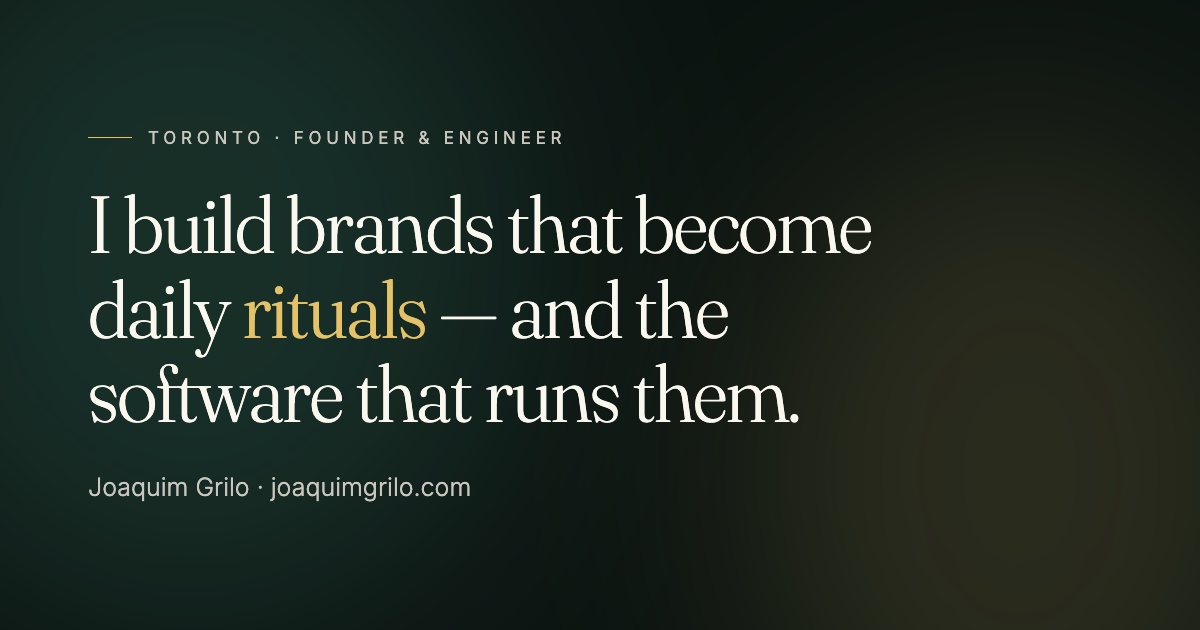 TORONTO · FOUNDER & ENGINEER
I build brands that become
daily rituals — and the
software that runs them.
Joaquim Grilo · joaquimgrilo.com